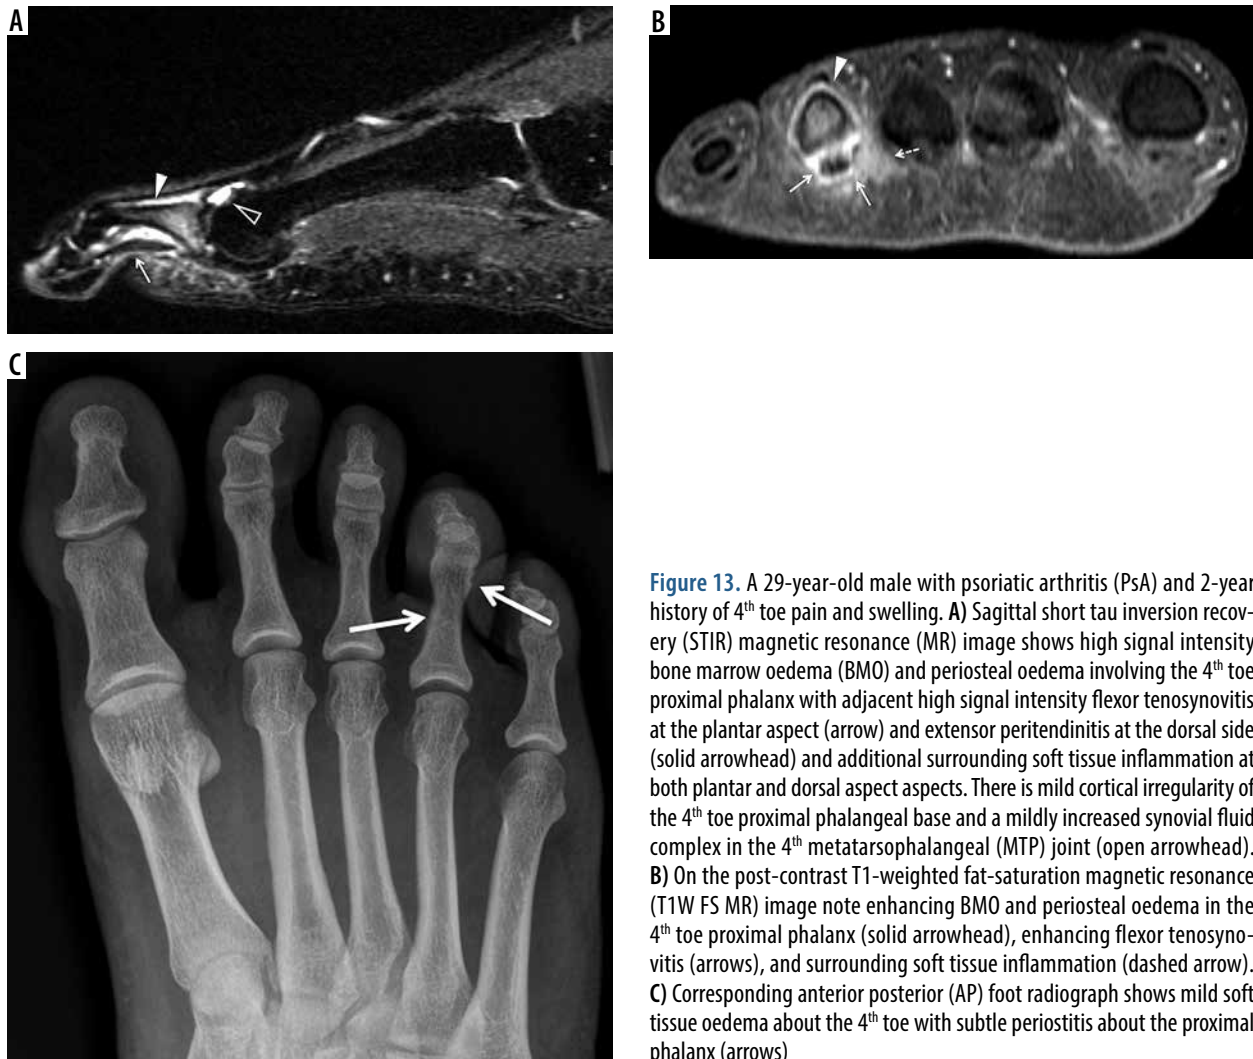 A
B
C
Figure 13. A 29-year-old male with psoriatic arthritis (PsA) and 2-year
history of 4th toe pain and swelling. A) Sagittal short tau inversion recov-
ery (STIR) magnetic resonance (MR) image shows high signal intensity
bone marrow oedema (BMO) and periosteal oedema involving the 4th toe
proximal phalanx with adjacent high signal intensity flexor tenosynovitis
at the plantar aspect (arrow) and extensor peritendinitis at the dorsal side
(solid arrowhead) and additional surrounding soft tissue inflammation at
both plantar and dorsal aspect aspects. There is mild cortical irregularity of
the 4th toe proximal phalangeal base and a mildly increased synovial fluid
complex in the 4th metatarsophalangeal (MTP) joint (open arrowhead).
B) On the post-contrast T1-weighted fat-saturation magnetic resonance
(T1W FS MR) image note enhancing BMO and periosteal oedema in the
4th toe proximal phalanx (solid arrowhead), enhancing flexor tenosyno-
vitis (arrows), and surrounding soft tissue inflammation (dashed arrow).
C) Corresponding anterior posterior (AP) foot radiograph shows mild soft
tissue oedema about the 4th toe with subtle periostitis about the proximal
phalanx (arrows)